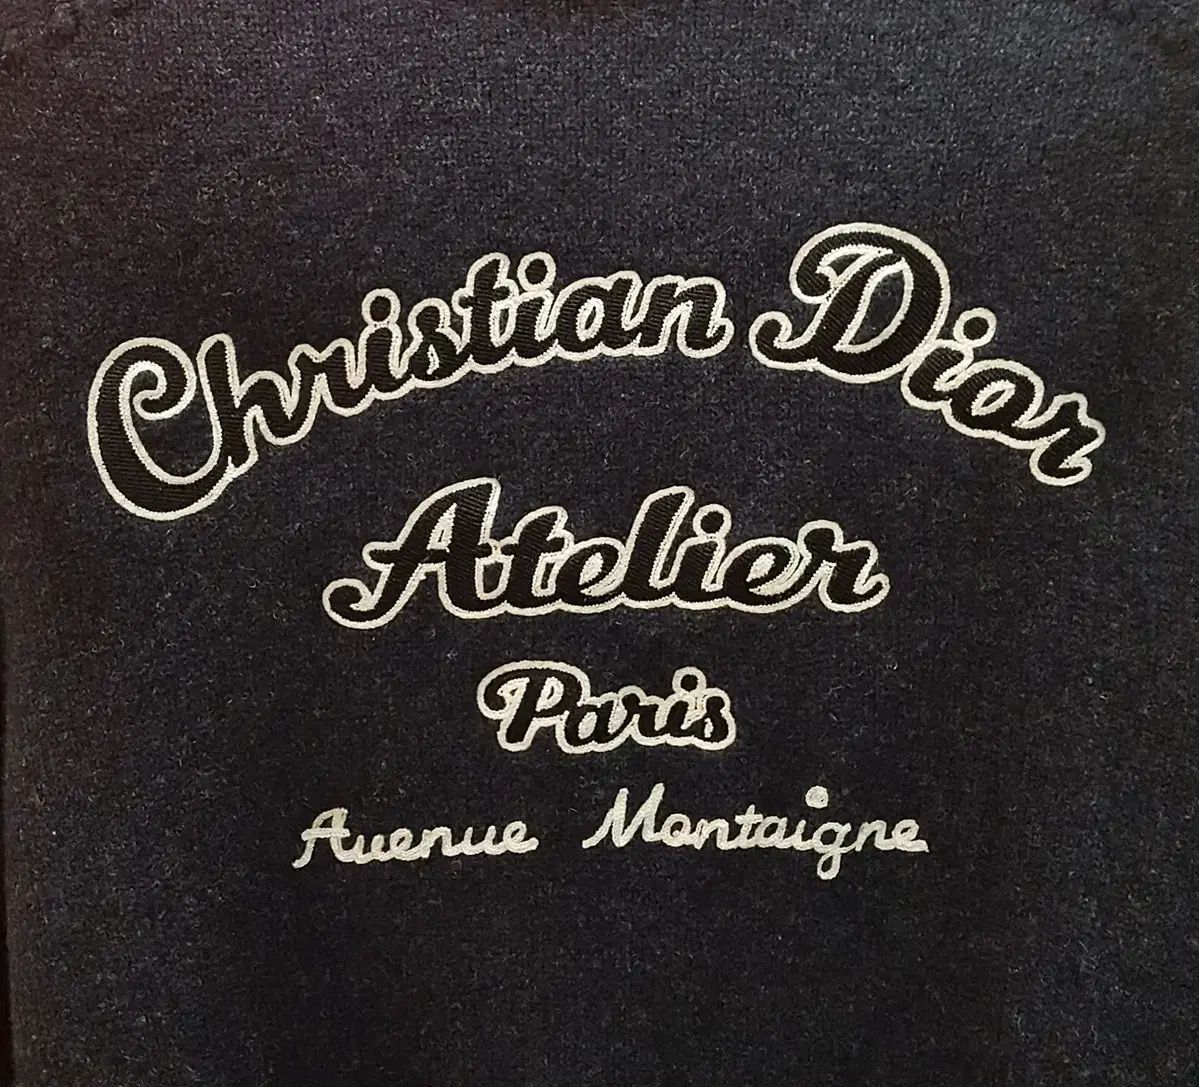 Christian Dior
Atelier
Paris
Avenue Montaigne